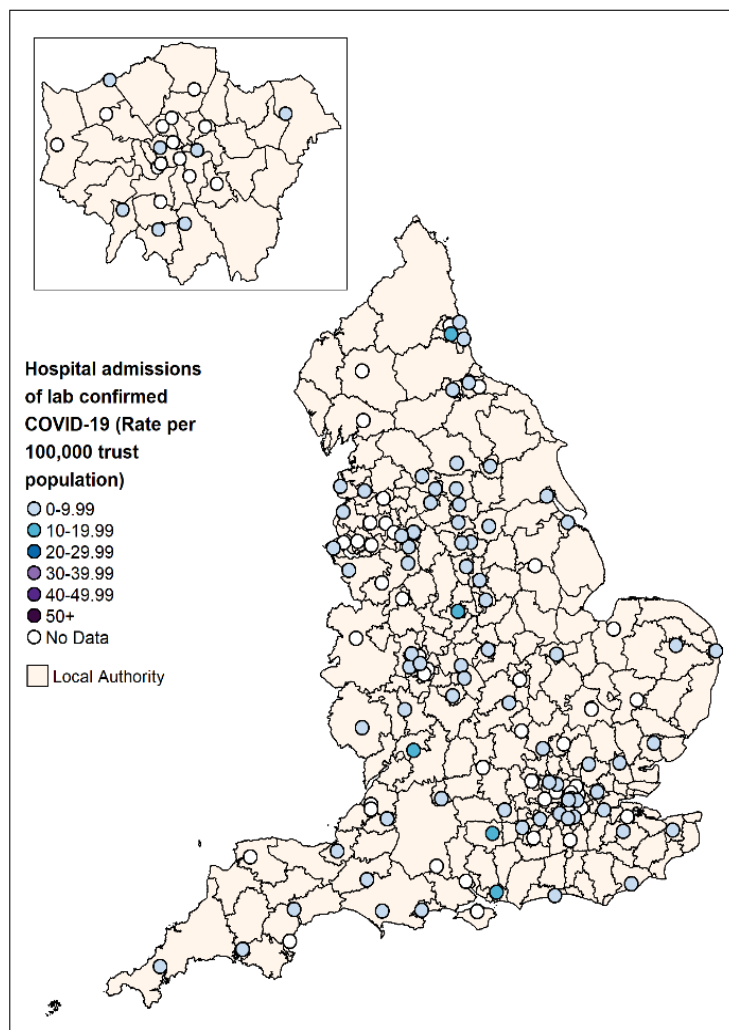 Hospital admissions
of lab confirmed
COVID-19 (Rate per
100,000 trust
population)
0-9.99
10-19.99
20-29.99
30-39.99
40-49.99
50+
No Data
Local Authority